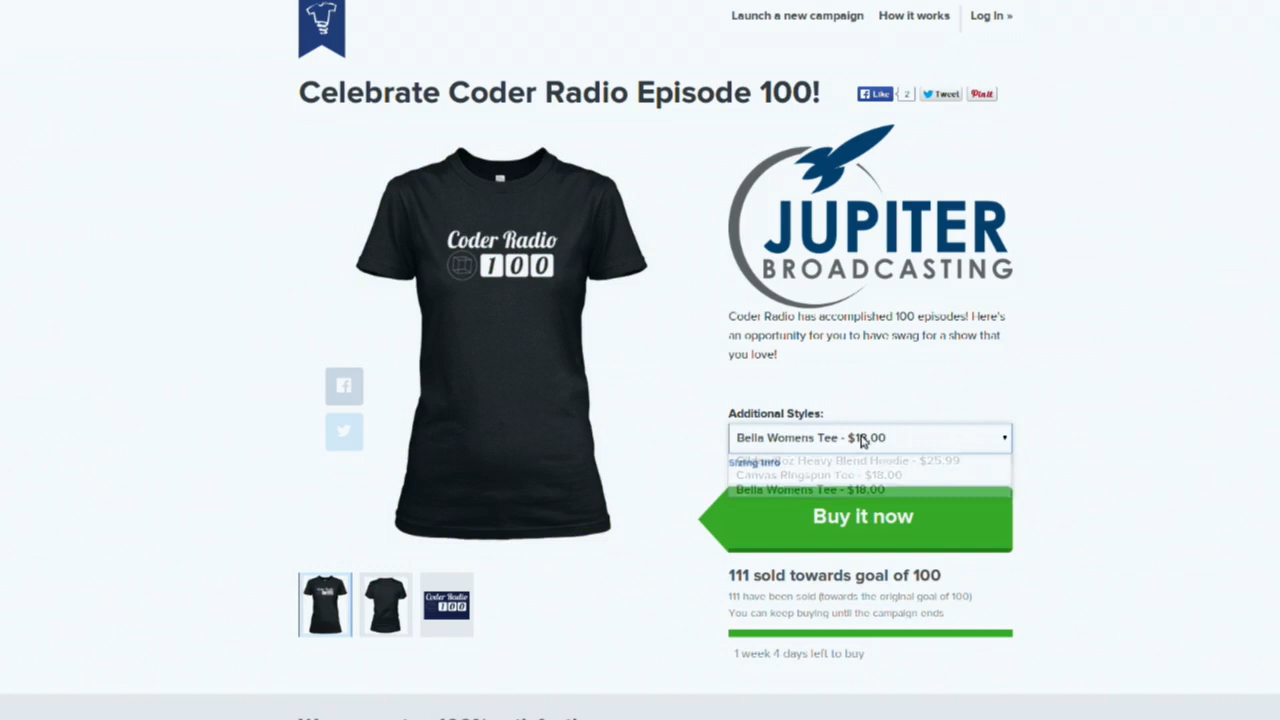 Launch a new campaign How it works Log In »
Celebrate Coder Radio Episode 100!
Like 2 Tweet Pin it
Coder Radio
100
JUPITER
BROADCASTING
Coder Radio has accomplished 100 episodes! Here's
an opportunity for you to have swag for a show that
you love!
Additional Styles:
Bella Womens Tee - $18.00
Sizing Info
Heavy Blend Hoodie - $25.99
Canvas Ringspun Tee - $18.00
Bella Womens Tee - $18.00
Buy it now
111 sold towards goal of 100
111 have been sold (towards the original goal of 100)
You can keep buying until the campaign ends
1 week 4 days left to buy
Coder Radio
100